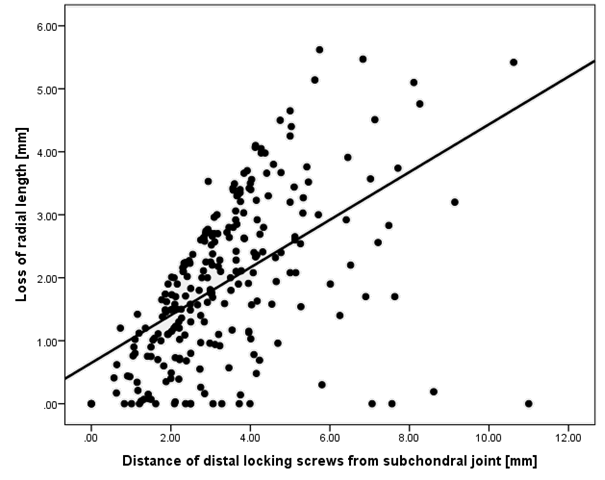 6.00
5.00
4.00
3.00
2.00
1.00
.00
Loss of radial length [mm]
.00 2.00 4.00 6.00 8.00 10.00 12.00
Distance of distal locking screws from subchondral joint [mm]